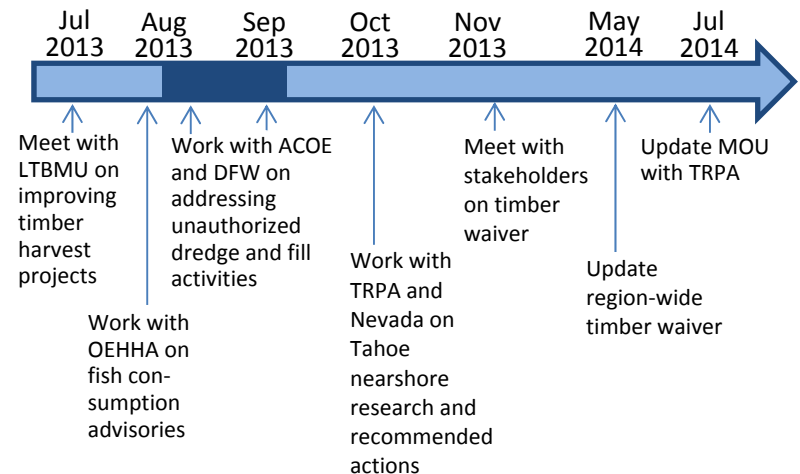 Jul
2013
Aug
2013
Sep
2013
Oct
2013
Nov
2013
May
2014
Jul
2014
Meet with
LTBMU on
improving
timber
harvest
projects
Work with
OEHHA on
fish con-
sumption
advisories
Work with ACOE
and DFW on
addressing
unauthorized
dredge and fill
activities
Work with
TRPA and
Nevada on
Tahoe
nearshore
research and
recommended
actions
Meet with
stakeholders
on timber
waiver
Update
region-wide
timber waiver
Update MOU
with TRPA